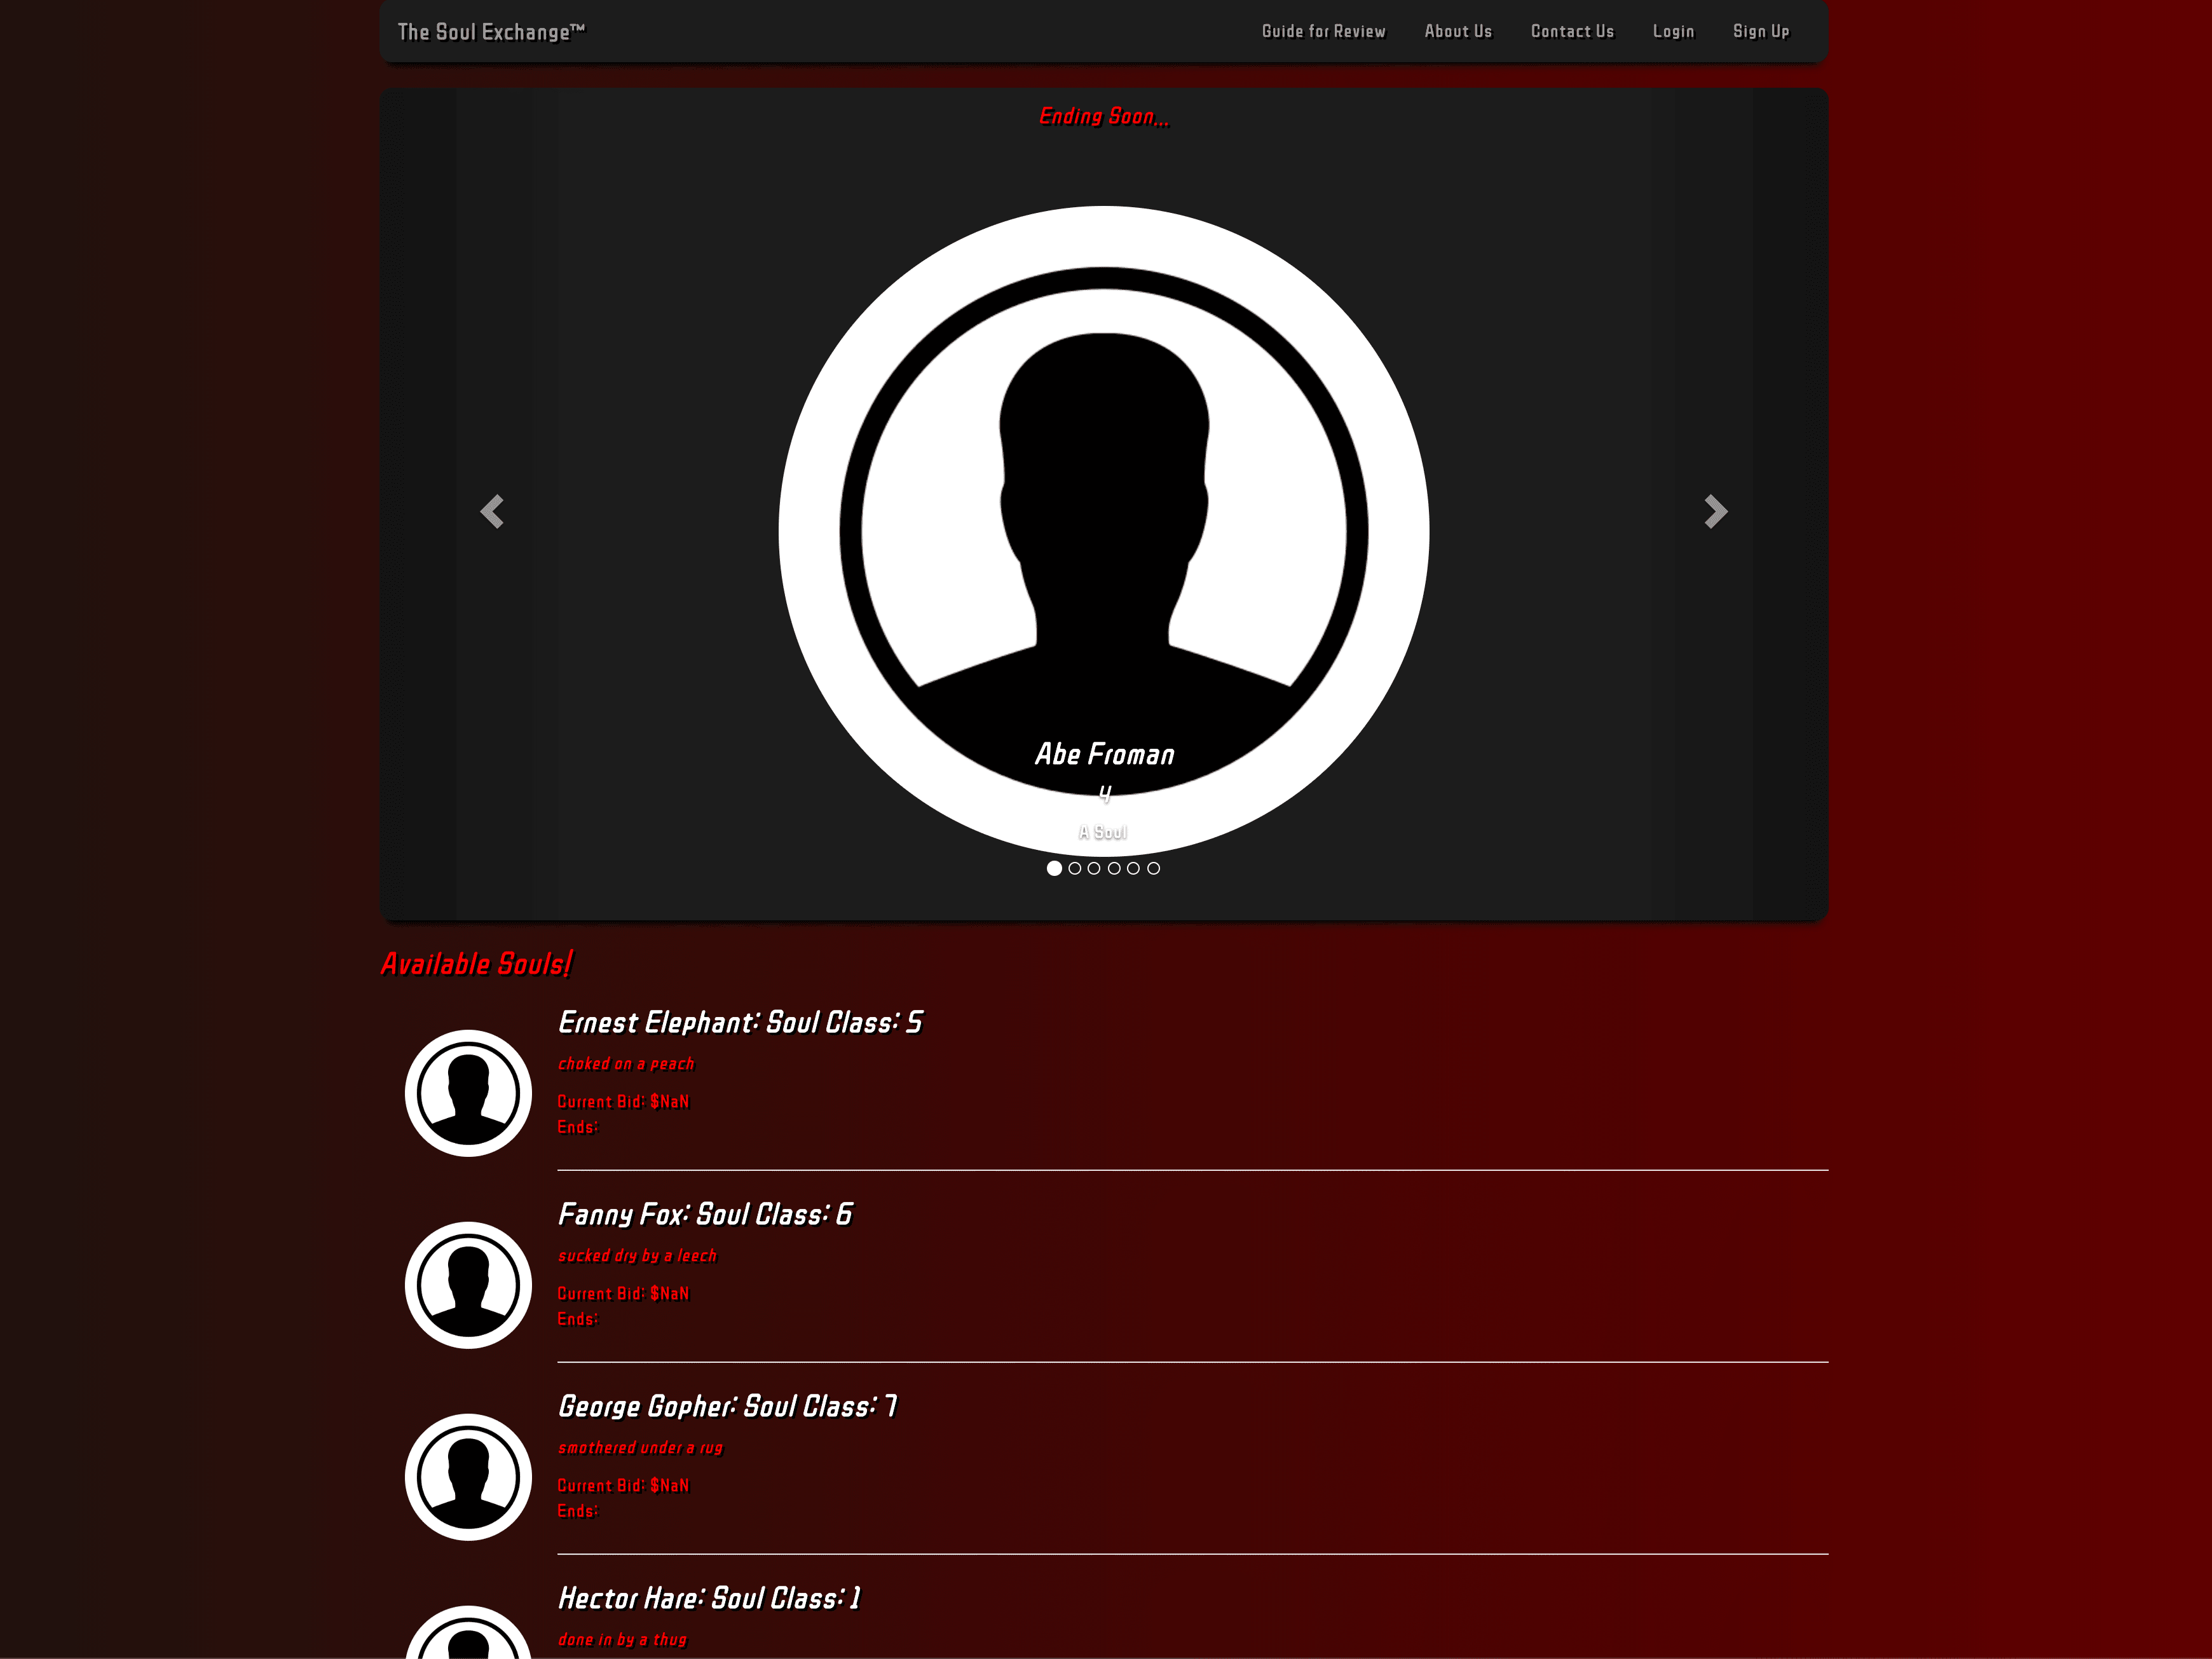 The Soul Exchange™
Guide for Review
About Us
Contact Us
Login
Sign Up
Ending Soon...
Abe Froman
4
A Soul
Available Souls!
Ernest Elephant: Soul Class: 5
choked on a peach
Current Bid: $NaN
Ends:
Fanny Fox: Soul Class: 6
sucked dry by a leech
Current Bid: $NaN
Ends:
George Gopher: Soul Class: 7
smothered under a rug
Current Bid: $NaN
Ends:
Hector Hare: Soul Class: 1
done in by a thug